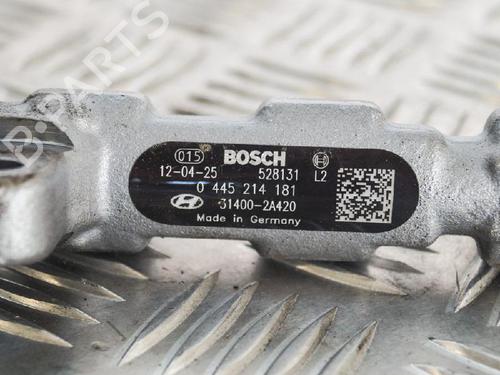 015 BOSCH
12-04-25 528131 L2
0 445 214 181
31400-2A420
Made in Germany
B-PARTS